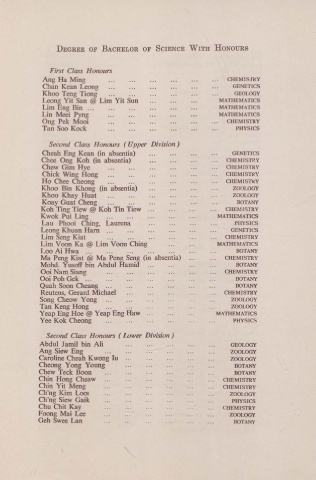 DEGREE OF BACHELOR OF SCIENCE WITH HONOURS
First Class Honours
Ang Ha Ming ... ... ... ... ... ... CHEMISTRY
Chan Kean Leong ... ... ... ... ... GENETICS
Khoo Teng Tiong ... ... ... ... ... GEOLOGY
Leong Yit San @ Lim Yit Sun ... ... ... ... MATHEMATICS
Lim Eng Bin ... ... ... ... ... ... MATHEMATICS
Lin Mei Pyng ... ... ... ... ... ... MATHEMATICS
Ong Pek Mooi ... ... ... ... ... ... CHEMISTRY
Tan Soo Kock ... ... ... ... ... ... PHYSICS
Second Class Honours (Upper Division)
Cheah Eng Kean (in absentia) ... ... ... ... GENETICS
Chee Ong Koh (in absentia) ... ... ... ... CHEMISTRY
Chew Gim Hye ... ... ... ... ... CHEMISTRY
Chick Wing Hong ... ... ... ... ... CHEMISTRY
Ho Chee Cheong ... ... ... ... ... CHEMISTRY
Khoo Bin Khong (in absentia) ... ... ... ... ZOOLOGY
Khoo Khay Huat ... ... ... ... ... ZOOLOGY
Koay Guat Cheng ... ... ... ... ... BOTANY
Koh Ting Tiew @ Koh Tin Tiew ... ... ... ... CHEMISTRY
Kwok Pui Ling ... ... ... ... ... MATHEMATICS
Lau Phooi Ching, Laurena ... ... ... ... PHYSICS
Leong Khuan Harn ... ... ... ... ... GENETICS
Lim Seng Kiat ... ... ... ... ... CHEMISTRY
Lim Voon Ka @ Lim Voon Ching ... ... ... MATHEMATICS
Loo Ai Hwa ... ... ... ... ... BOTANY
Ma Peng Kist @ Ma Peng Seng (in absentia) ... ... CHEMISTRY
Mohd. Yusoff bin Abdul Hamid ... ... ... BOTANY
Ooi Nam Siang ... ... ... ... ... CHEMISTRY
Ooi Poh Gek ... ... ... ... ... BOTANY
Quah Soon Cheang ... ... ... ... ... BOTANY
Reutens, Gerard Michael ... ... ... ... CHEMISTRY
Song Cheow Yong ... ... ... ... ... ZOOLOGY
Tan Keng Hong ... ... ... ... ... ZOOLOGY
Yeap Eng Hoe @ Yeap Eng Haw ... ... ... MATHEMATICS
Yee Kok Cheong ... ... ... ... ... PHYSICS
Second Class Honours (Lower Division)
Abdul Jamil bin Ali ... ... ... ... GEOLOGY
Ang Siew Eng ... ... ... ... ... ZOOLOGY
Caroline Cheah Kwong Iu ... ... ... ... ZOOLOGY
Cheong Yong Young ... ... ... ... BOTANY
Chew Teck Boon ... ... ... ... ... BOTANY
Chin Hong Chuaw ... ... ... ... ... CHEMISTRY
Chin Yit Meng ... ... ... ... ... CHEMISTRY
Ch'ng Kim Looi ... ... ... ... ... ZOOLOGY
Ch'ng Siew Gaik ... ... ... ... ... PHYSICS
Chu Chit Kay ... ... ... ... ... CHEMISTRY
Foong Mai Lee ... ... ... ... ... ZOOLOGY
Geh Swee Lan ... ... ... ... ... BOTANY